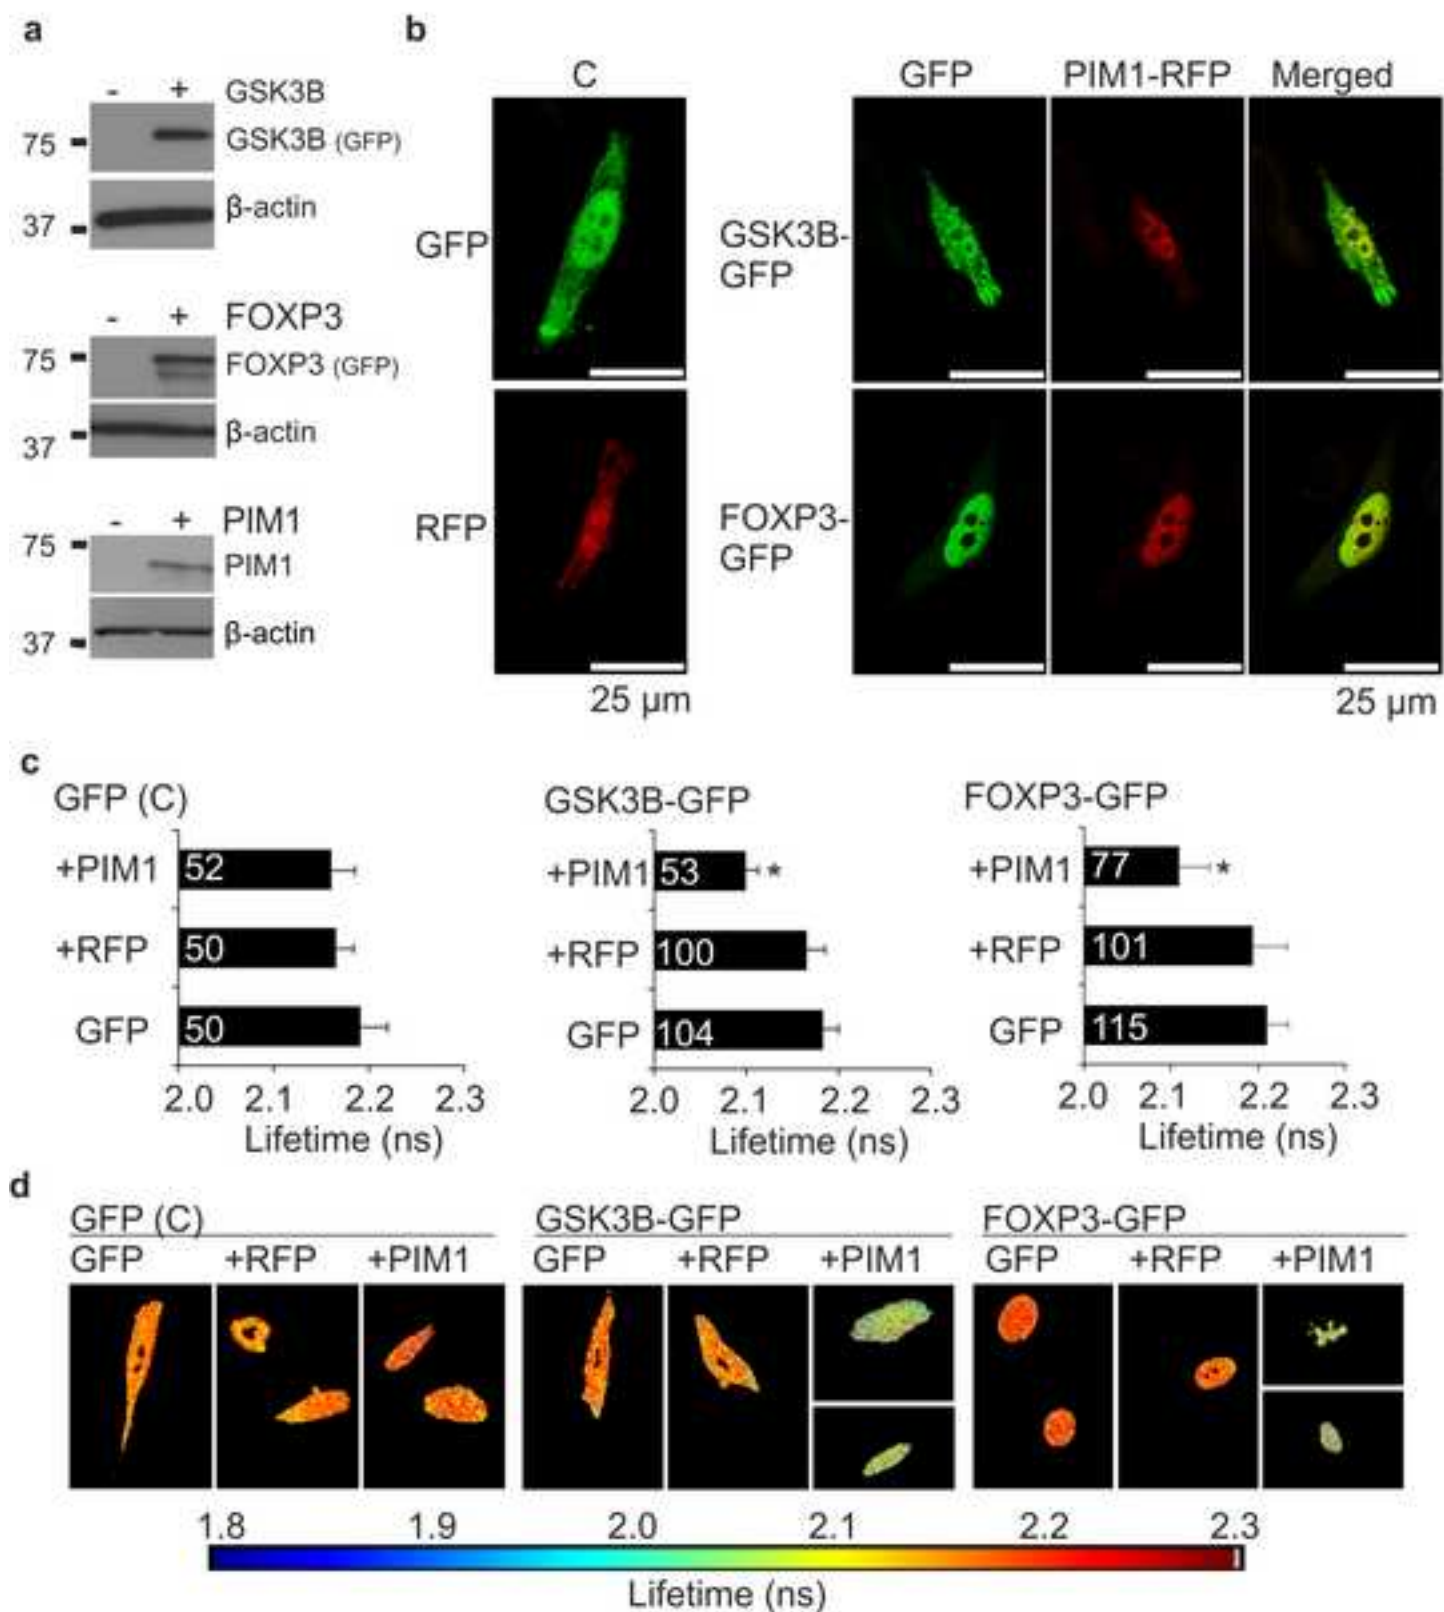 a
- + GSK3B
75 GSK3B (GFP)
37 β-actin
- + FOXP3
75 FOXP3 (GFP)
37 β-actin
- + PIM1
75 PIM1
37 β-actin
b
C
GFP
RFP
25 µm
GFP PIM1-RFP Merged
GSK3B-
GFP
FOXP3-
GFP
25 µm
c
GFP (C)
+PIM1 52
+RFP 50
GFP 50
2.0 2.1 2.2 2.3
Lifetime (ns)
GSK3B-GFP
+PIM1 53 *
+RFP 100
GFP 104
2.0 2.1 2.2 2.3
Lifetime (ns)
FOXP3-GFP
+PIM1 77 *
+RFP 101
GFP 115
2.0 2.1 2.2 2.3
Lifetime (ns)
d
GFP (C) GSK3B-GFP FOXP3-GFP
GFP +RFP +PIM1 GFP +RFP +PIM1 GFP +RFP +PIM1
1.8 1.9 2.0 2.1 2.2 2.3
Lifetime (ns)